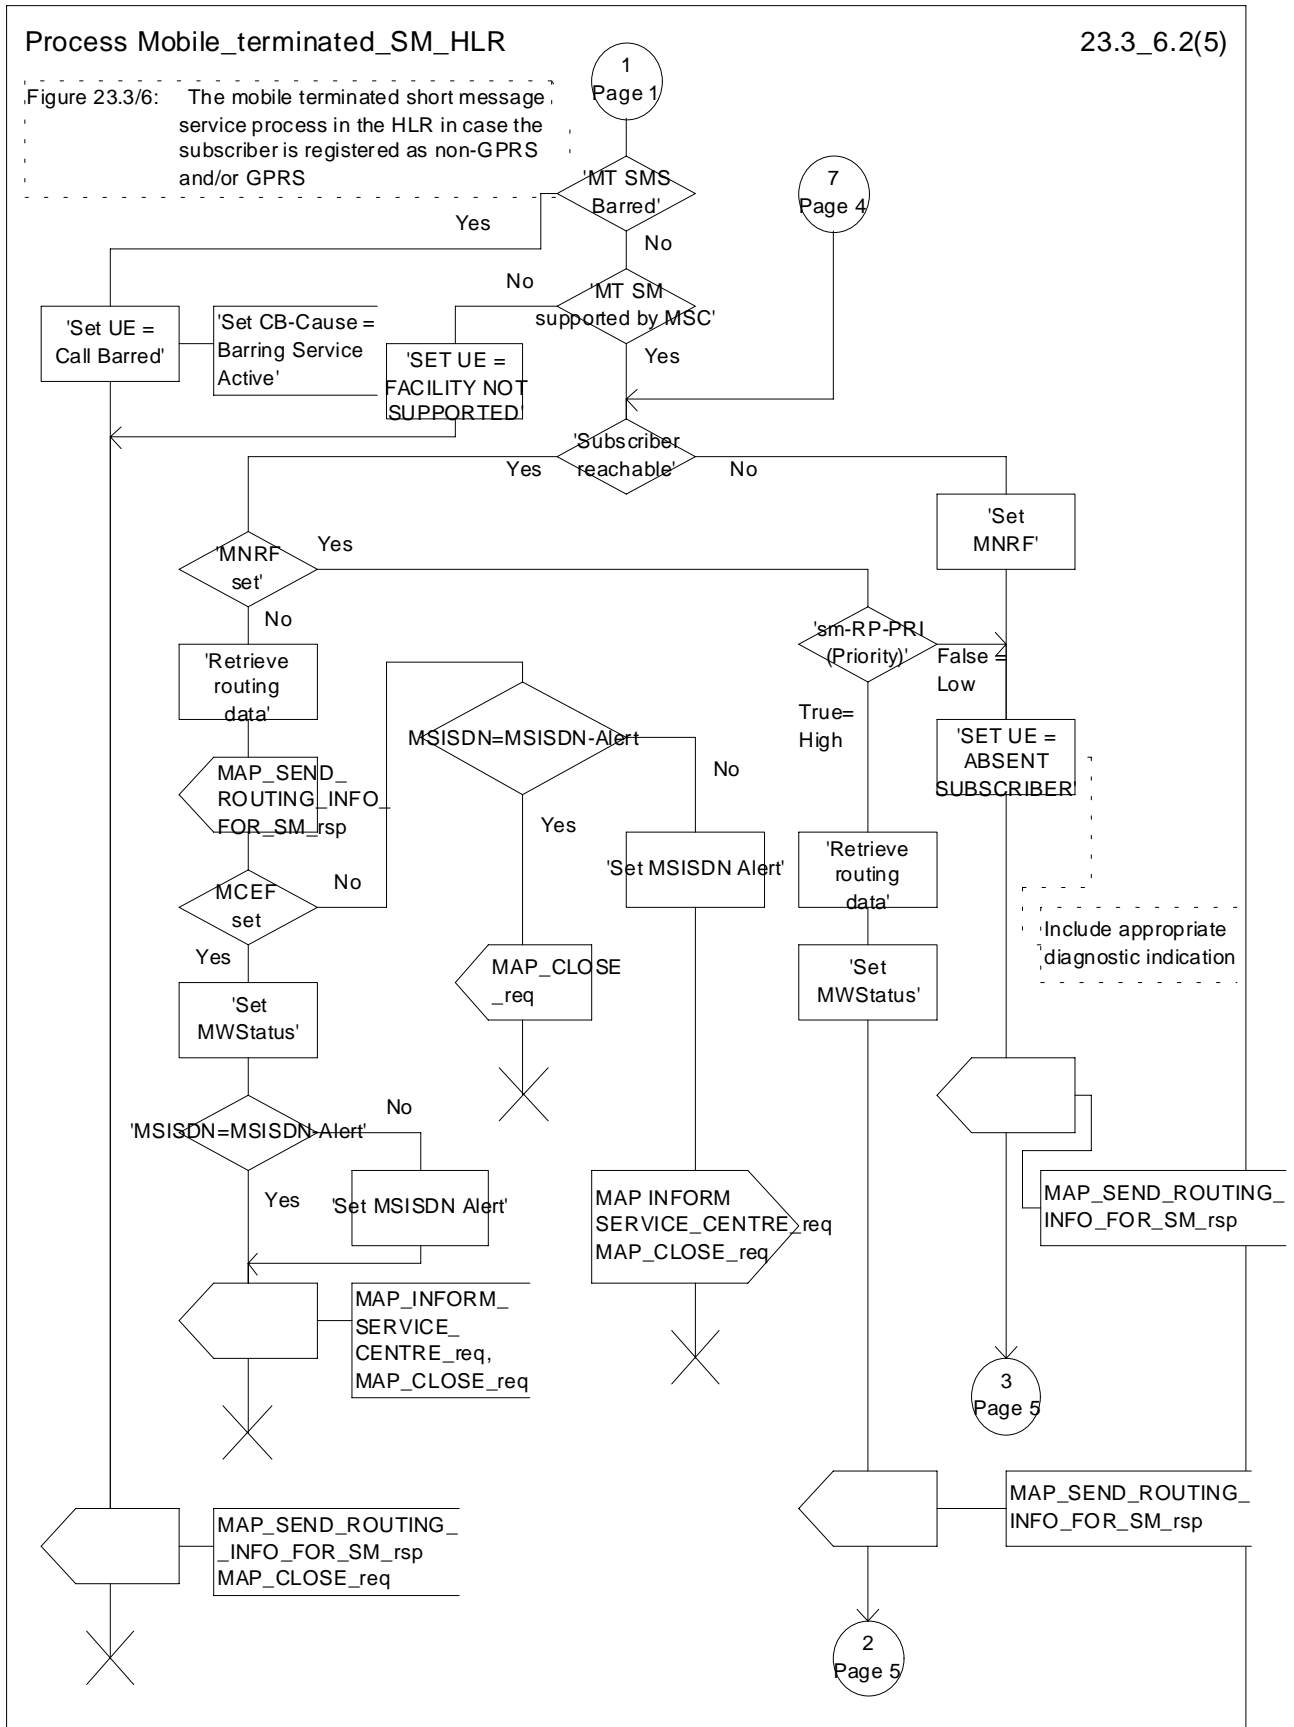 Process Mobile_terminated_SM_HLR
23.3_6.2(5)
1
Page 1
Figure 23.3/6: The mobile terminated short message
service process in the HLR in case the
subscriber is registered as non-GPRS
and/or GPRS
'MT SMS
Barred'
7
Page 4
Yes
No
No
'MT SM
supported by MSC'
'Set UE =
Call Barred'
'Set CB-Cause =
Barring Service
Active'
'SET UE =
FACILITY NOT
SUPPORTED'
Yes
'Subscriber
reachable'
Yes
No
'Set
MNRF'
'MNRF
set'
Yes
No
'sm-RP-PRI
(Priority)'
False =
Low
'Retrieve
routing
data'
True=
High
MSISDN=MSISDN-Alert
'SET UE =
ABSENT
SUBSCRIBER'
No
MAP_SEND_
ROUTING_INFO_
FOR_SM_rsp
Yes
'Set MSISDN Alert'
'Retrieve
routing
data'
MCEF
set
No
Include appropriate
diagnostic indication
Yes
MAP_CLOSE
_req
'Set
MWStatus'
'Set
MWStatus'
No
'MSISDN=MSISDN-Alert'
Yes
'Set MSISDN Alert'
MAP INFORM
SERVICE_CENTRE_req
MAP_CLOSE_req
MAP_SEND_ROUTING_
INFO_FOR_SM_rsp
MAP_INFORM_
SERVICE_
CENTRE_req,
MAP_CLOSE_req
3
Page 5
MAP_SEND_ROUTING_
INFO_FOR_SM_rsp
MAP_SEND_ROUTING_
_INFO_FOR_SM_rsp
MAP_CLOSE_req
2
Page 5